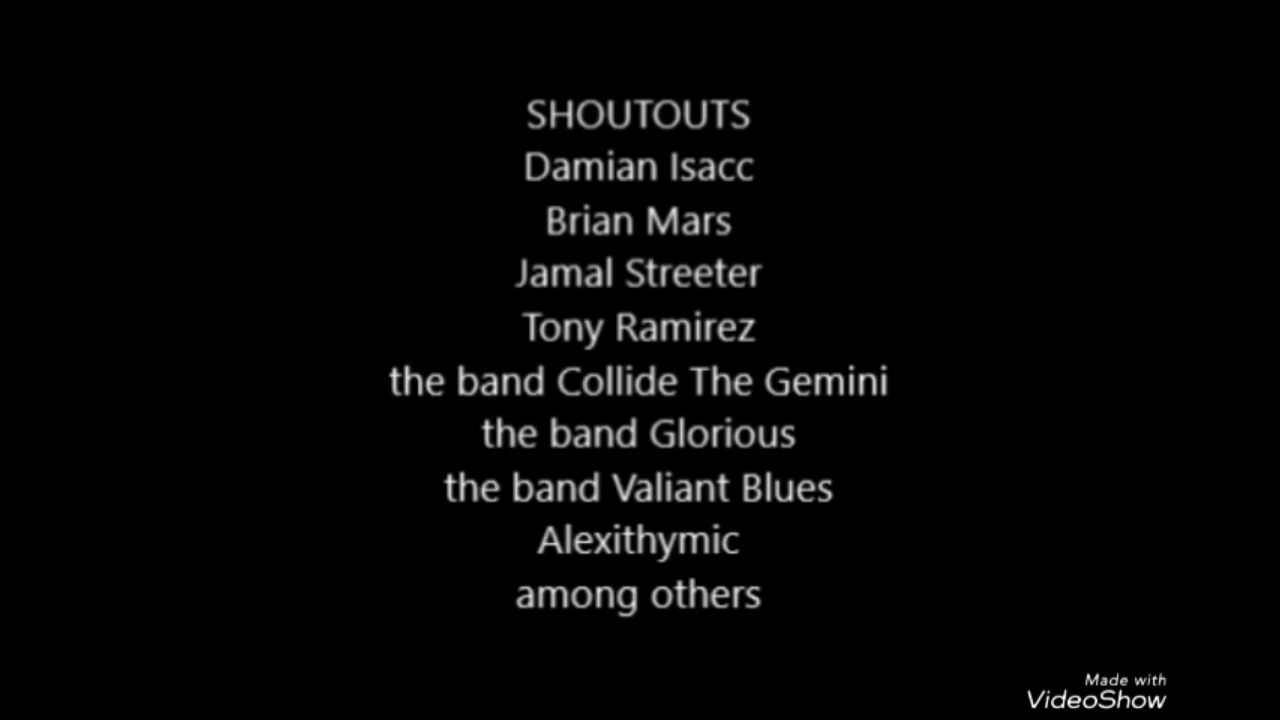 SHOUTOUTS
Damian Isacc
Brian Mars
Jamal Streeter
Tony Ramirez
the band Collide The Gemini
the band Glorious
the band Valiant Blues
Alexithymic
among others
Made with
VideoShow